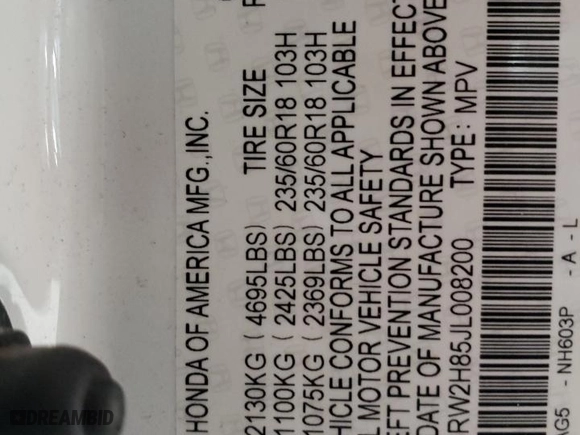 HONDA OF AMERICA MFG.,INC.
2130KG ( 4695LBS) TIRE SIZE
1100KG ( 2425LBS) 235/60R18 103H
1075KG ( 2369LBS) 235/60R18 103H
HICLE CONFORMS TO ALL APPLICABLE
L MOTOR VEHICLE SAFETY
EFT PREVENTION STANDARDS IN EFFECT
DATE OF MANUFACTURE SHOWN ABOVE
RW2H85JL008200 TYPE: MPV
AG5 - NH603P - A - L
DREAMBID